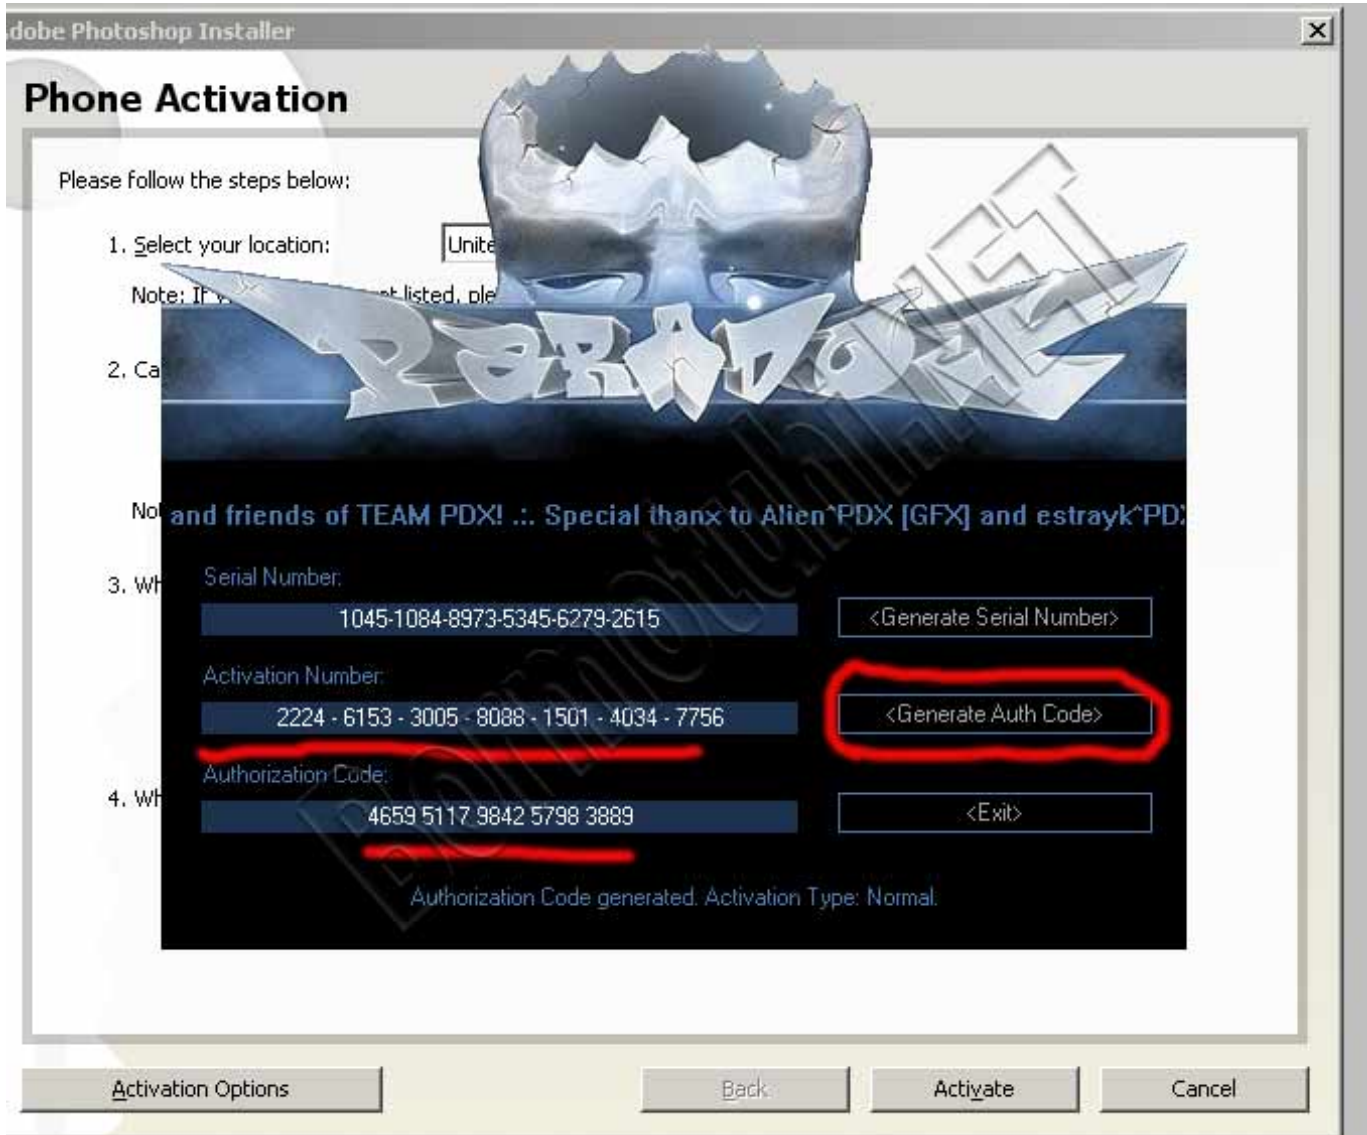 dobe Photoshop Installer
Phone Activation
Please follow the steps below:
1. Select your location:
Unite
Note: If
t listed, ple
PARADOX
2. Ca
Not
and friends of TEAM PDX! .:. Special thanx to Alien^PDX [GFX] and estrayk^PD
3. Wh
Serial Number:
1045-1084-8973-5345-6279-2615
<Generate Serial Number>
Activation Number:
2224 - 6153 - 3005 - 8088 - 1501 - 4034 - 7756
<Generate Auth Code>
4. Wh
Authorization Code:
4659 5117 9842 5798 3889
<Exit>
Authorization Code generated. Activation Type: Normal.
Activation Options
Back
Activate
Cancel